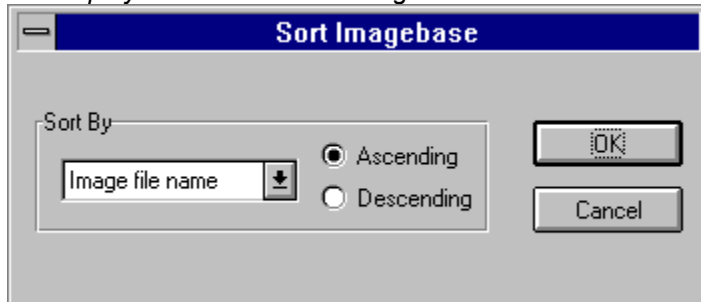 Sort Imagebase
Sort By
Image file name
Ascending
Descending
OK
Cancel